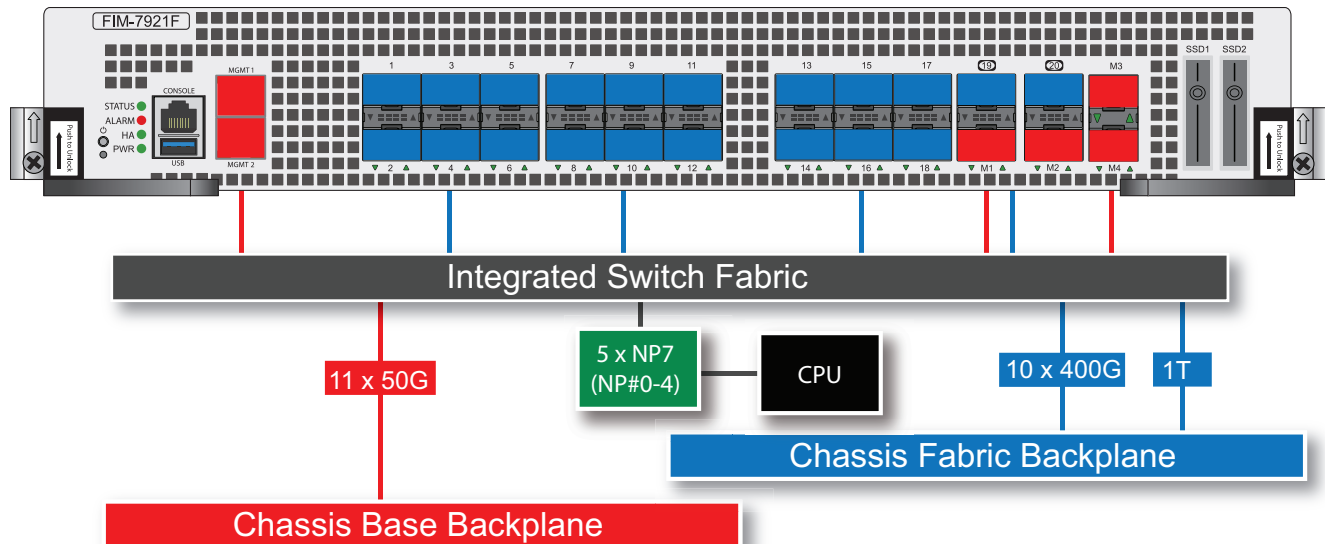 FIM-7921F
SSD1 SSD2
MGMT 1
1 3 5 7 9 11 13 15 17 19 20 M3
CONSOLE
STATUS
ALARM
HA
PWR
USB
MGMT 2
2 4 6 8 10 12 14 16 18 M1 M2 M4
Push to Unlock
Push to Unlock
Integrated Switch Fabric
11 x 50G
5 x NP7
(NP#0-4)
CPU
10 x 400G
1T
Chassis Fabric Backplane
Chassis Base Backplane